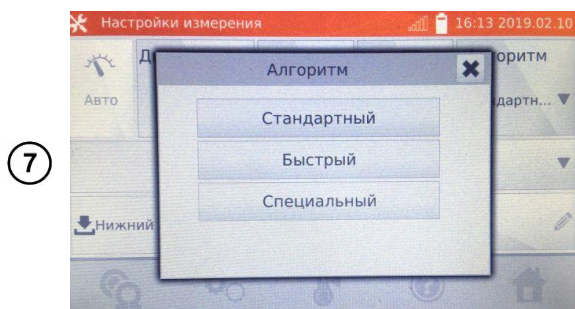 Настройки измерения 16:13 2019.02.10
Алгоритм
Авто
Стандартный
Быстрый
Специальный
Нижний
7